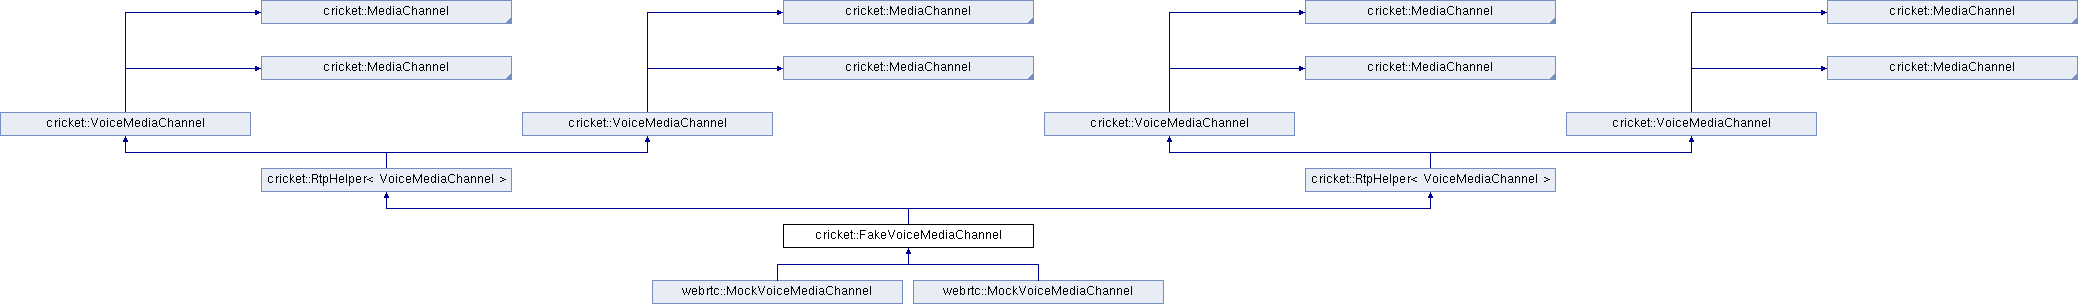 cricket::MediaChannel
cricket::MediaChannel
cricket::MediaChannel
cricket::MediaChannel
cricket::MediaChannel
cricket::MediaChannel
cricket::MediaChannel
cricket::MediaChannel
cricket::VoiceMediaChannel
cricket::VoiceMediaChannel
cricket::VoiceMediaChannel
cricket::VoiceMediaChannel
cricket::RtpHelper< VoiceMediaChannel >
cricket::RtpHelper< VoiceMediaChannel >
cricket::FakeVoiceMediaChannel
webrtc::MockVoiceMediaChannel
webrtc::MockVoiceMediaChannel